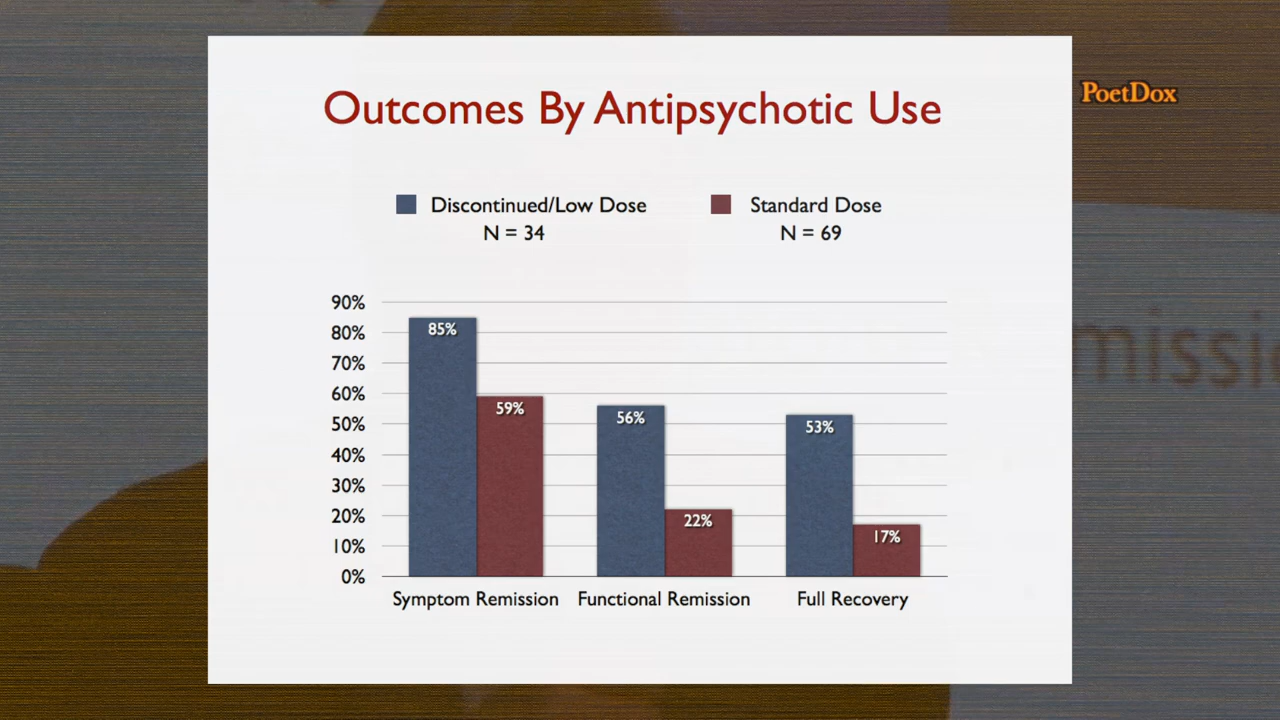 Outcomes By Antipsychotic Use
PoetDox
Discontinued/Low Dose
N = 34
Standard Dose
N = 69
90%
80%
70%
60%
50%
40%
30%
20%
10%
0%
85%
59%
56%
22%
53%
17%
Symptom Remission
Functional Remission
Full Recovery